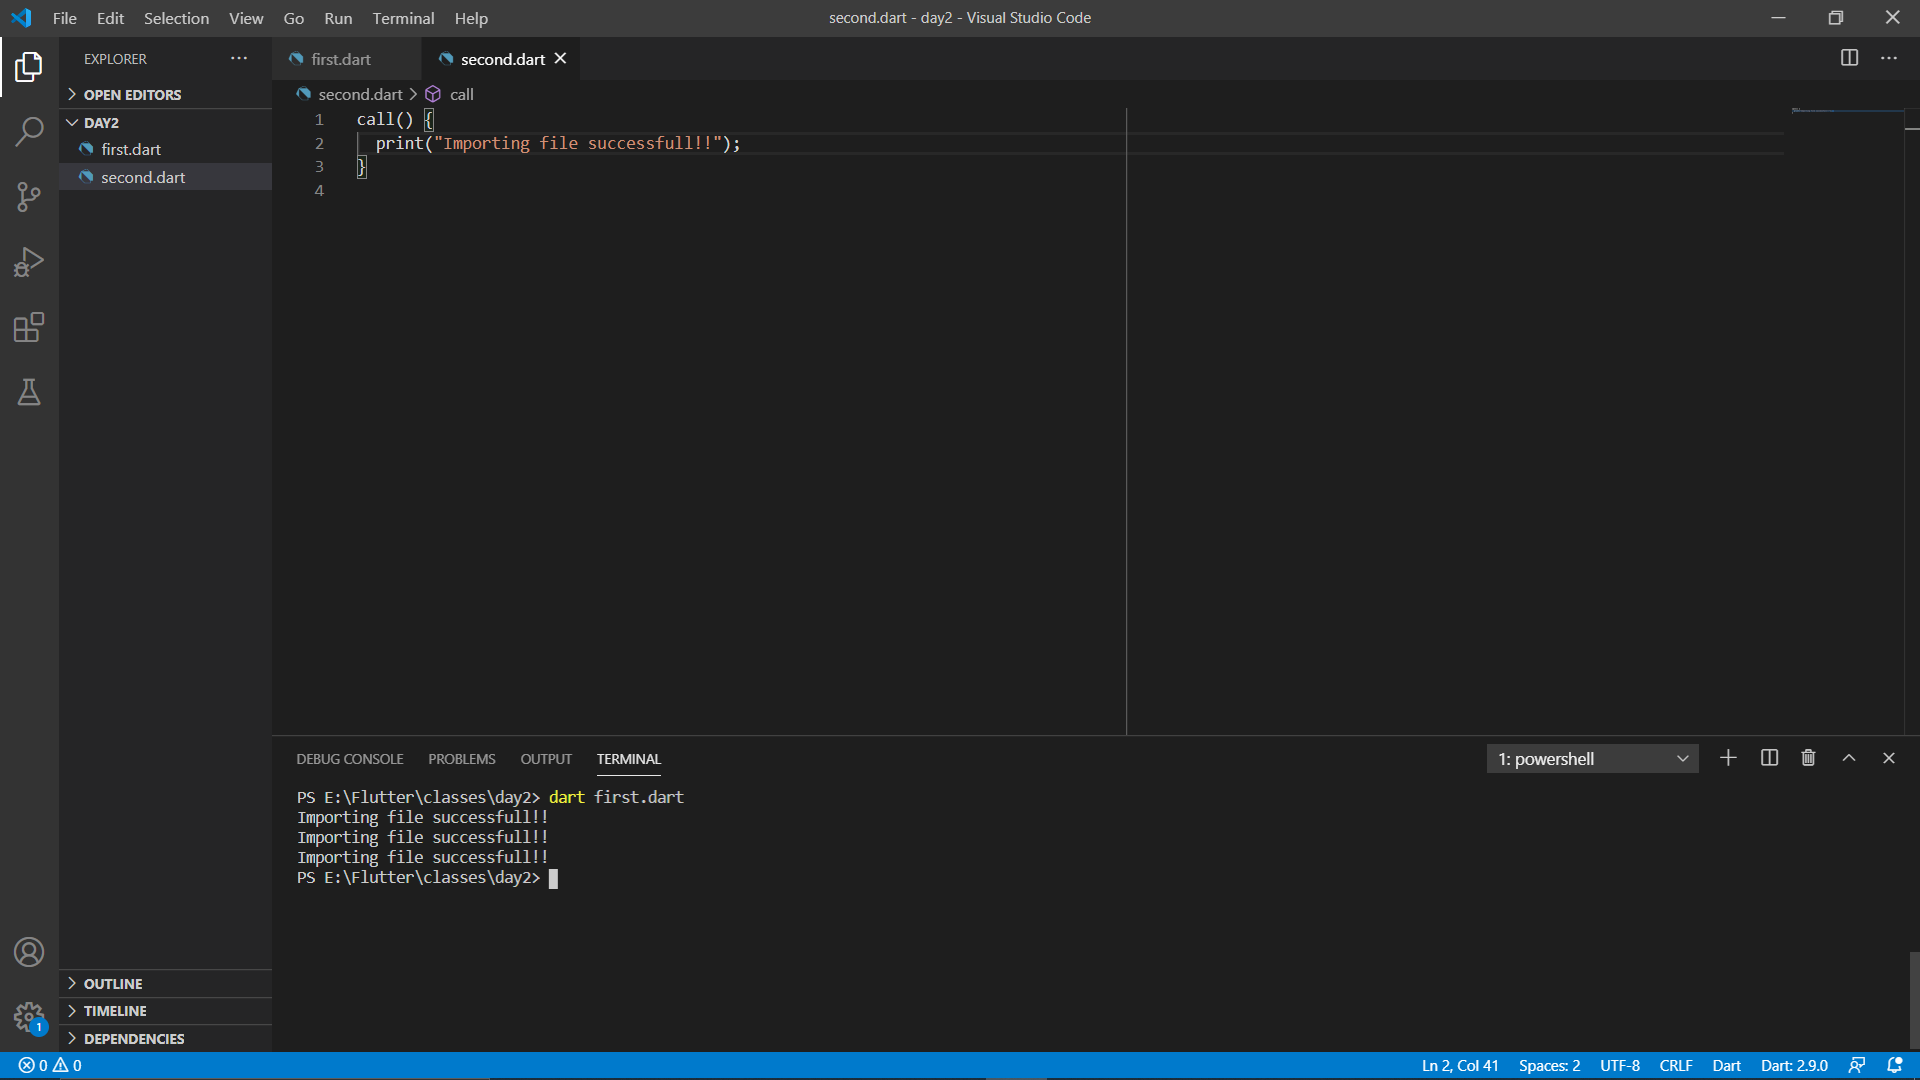 File Edit Selection View Go Run Terminal Help second.dart - day2 - Visual Studio Code
EXPLORER ···
OPEN EDITORS
DAY2
first.dart
second.dart
OUTLINE
TIMELINE
DEPENDENCIES
1
first.dart second.dart
second.dart > call
1 call() {
2 print("Importing file successfull!!");
3 }
4
DEBUG CONSOLE PROBLEMS OUTPUT TERMINAL 1: powershell
PS E:\Flutter\classes\day2> dart first.dart
Importing file successfull!!
Importing file successfull!!
Importing file successfull!!
PS E:\Flutter\classes\day2>
0 0 Ln 2, Col 41 Spaces: 2 UTF-8 CRLF Dart Dart: 2.9.0